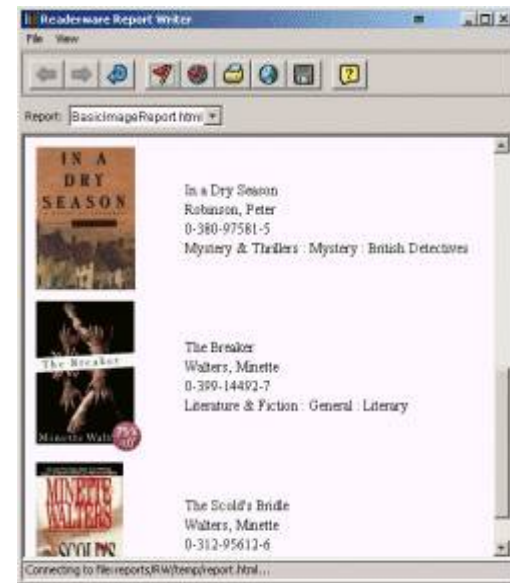 Readerware Report Writer
File View
Report: BasicImageReport.html
IN A
DRY
SEASON
In a Dry Season
Robinson, Peter
0-380-97581-5
Mystery & Thrillers : Mystery : British Detectives
The Breaker
Minette Walters
75%
off
The Breaker
Walters, Minette
0-399-14492-7
Literature & Fiction : General : Literary
MINETTE
WALTERS
SCOLD'S
The Scold's Bridle
Walters, Minette
0-312-95612-6
Connecting to file:reports/RW/temp/report.html...